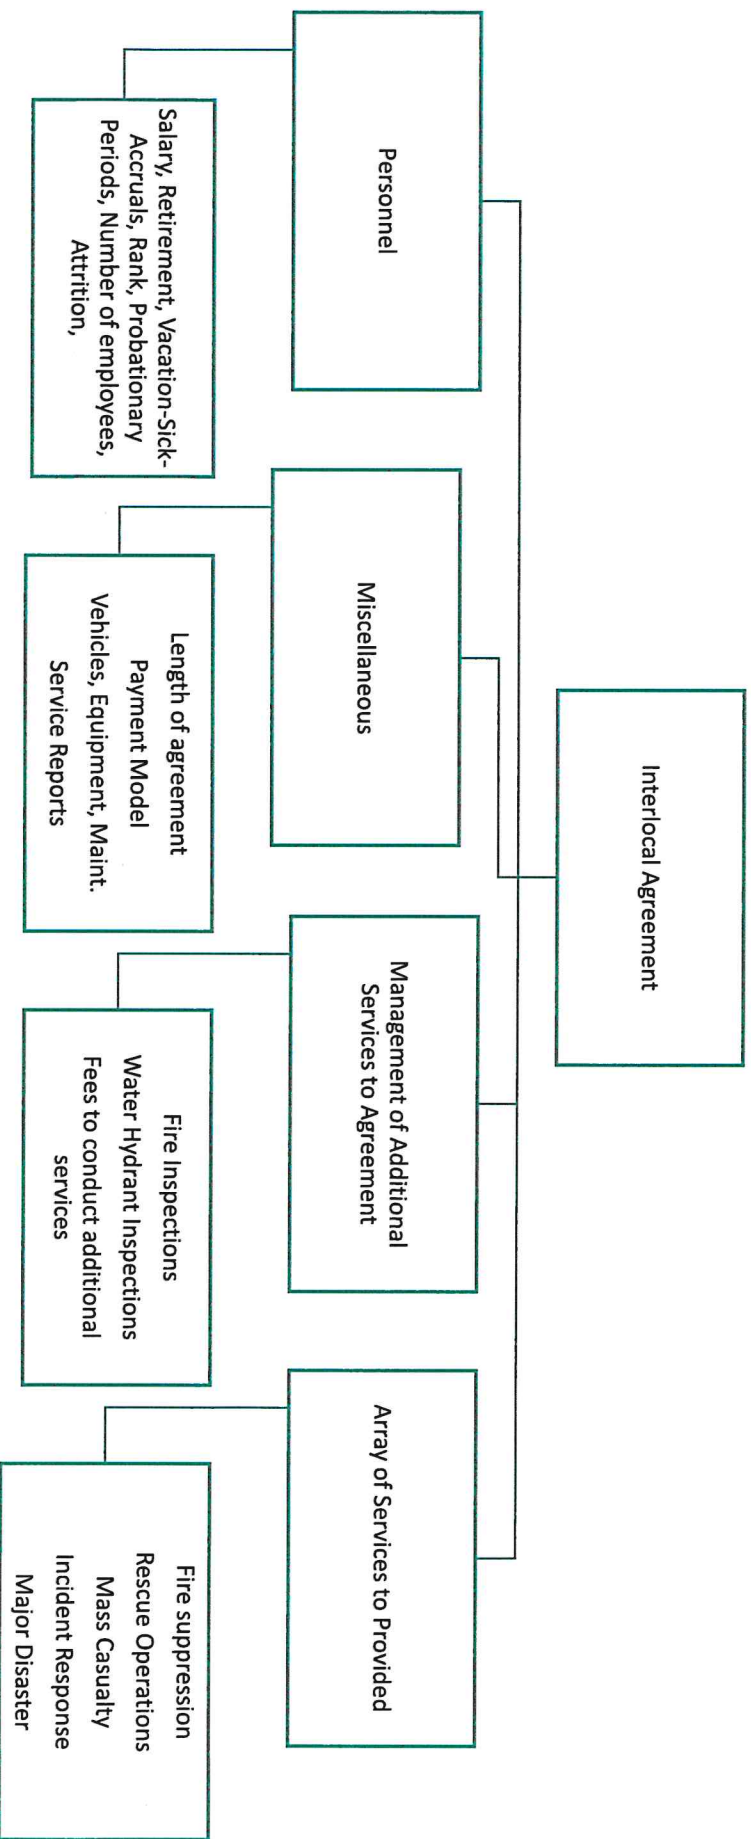 Interlocal Agreement
Personnel
Salary, Retirement, Vacation-Sick-
Accruals, Rank, Probationary
Periods, Number of employees,
Attrition,
Miscellaneous
Length of agreement
Payment Model
Vehicles, Equipment, Maint.
Service Reports
Management of Additional
Services to Agreement
Fire Inspections
Water Hydrant Inspections
Fees to conduct additional
services
Array of Services to Provided
Fire suppression
Rescue Operations
Mass Casualty
Incident Response
Major Disaster